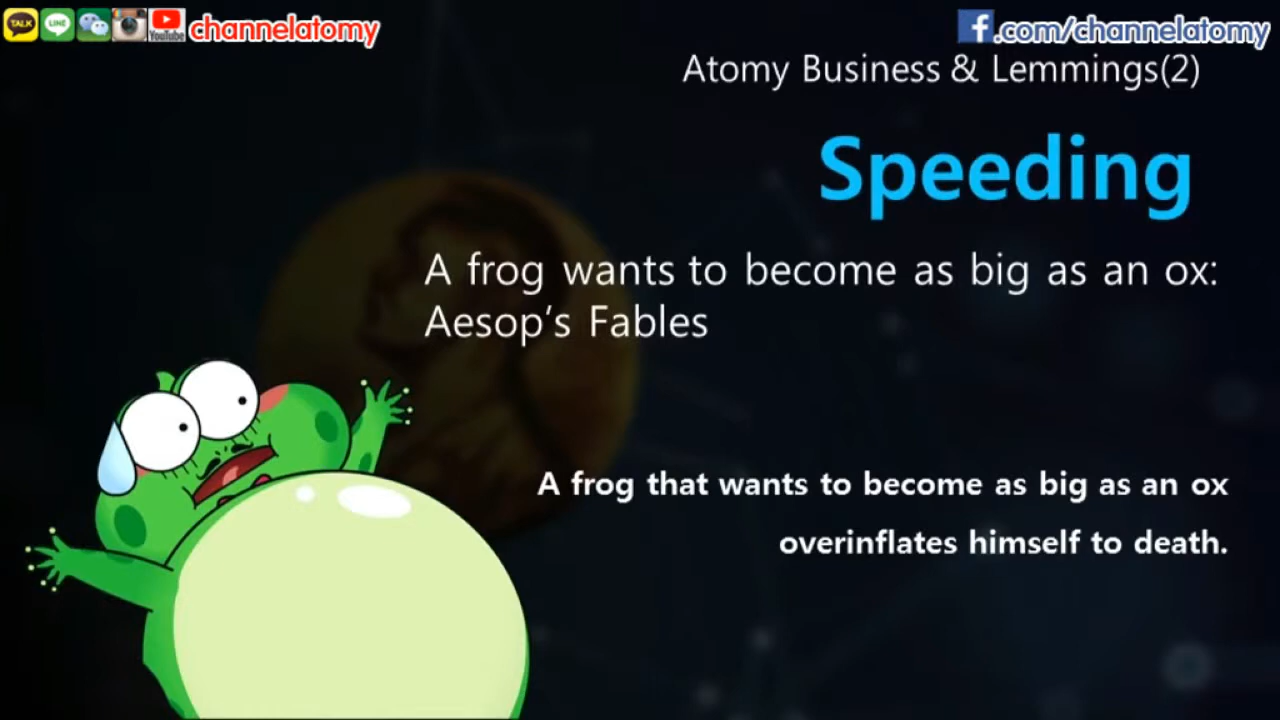 TALK
LINE
YouTube
channelatomy
f.com/channelatomy
Atomy Business & Lemmings(2)
Speeding
A frog wants to become as big as an ox:
Aesop's Fables
A frog that wants to become as big as an ox
overinflates himself to death.